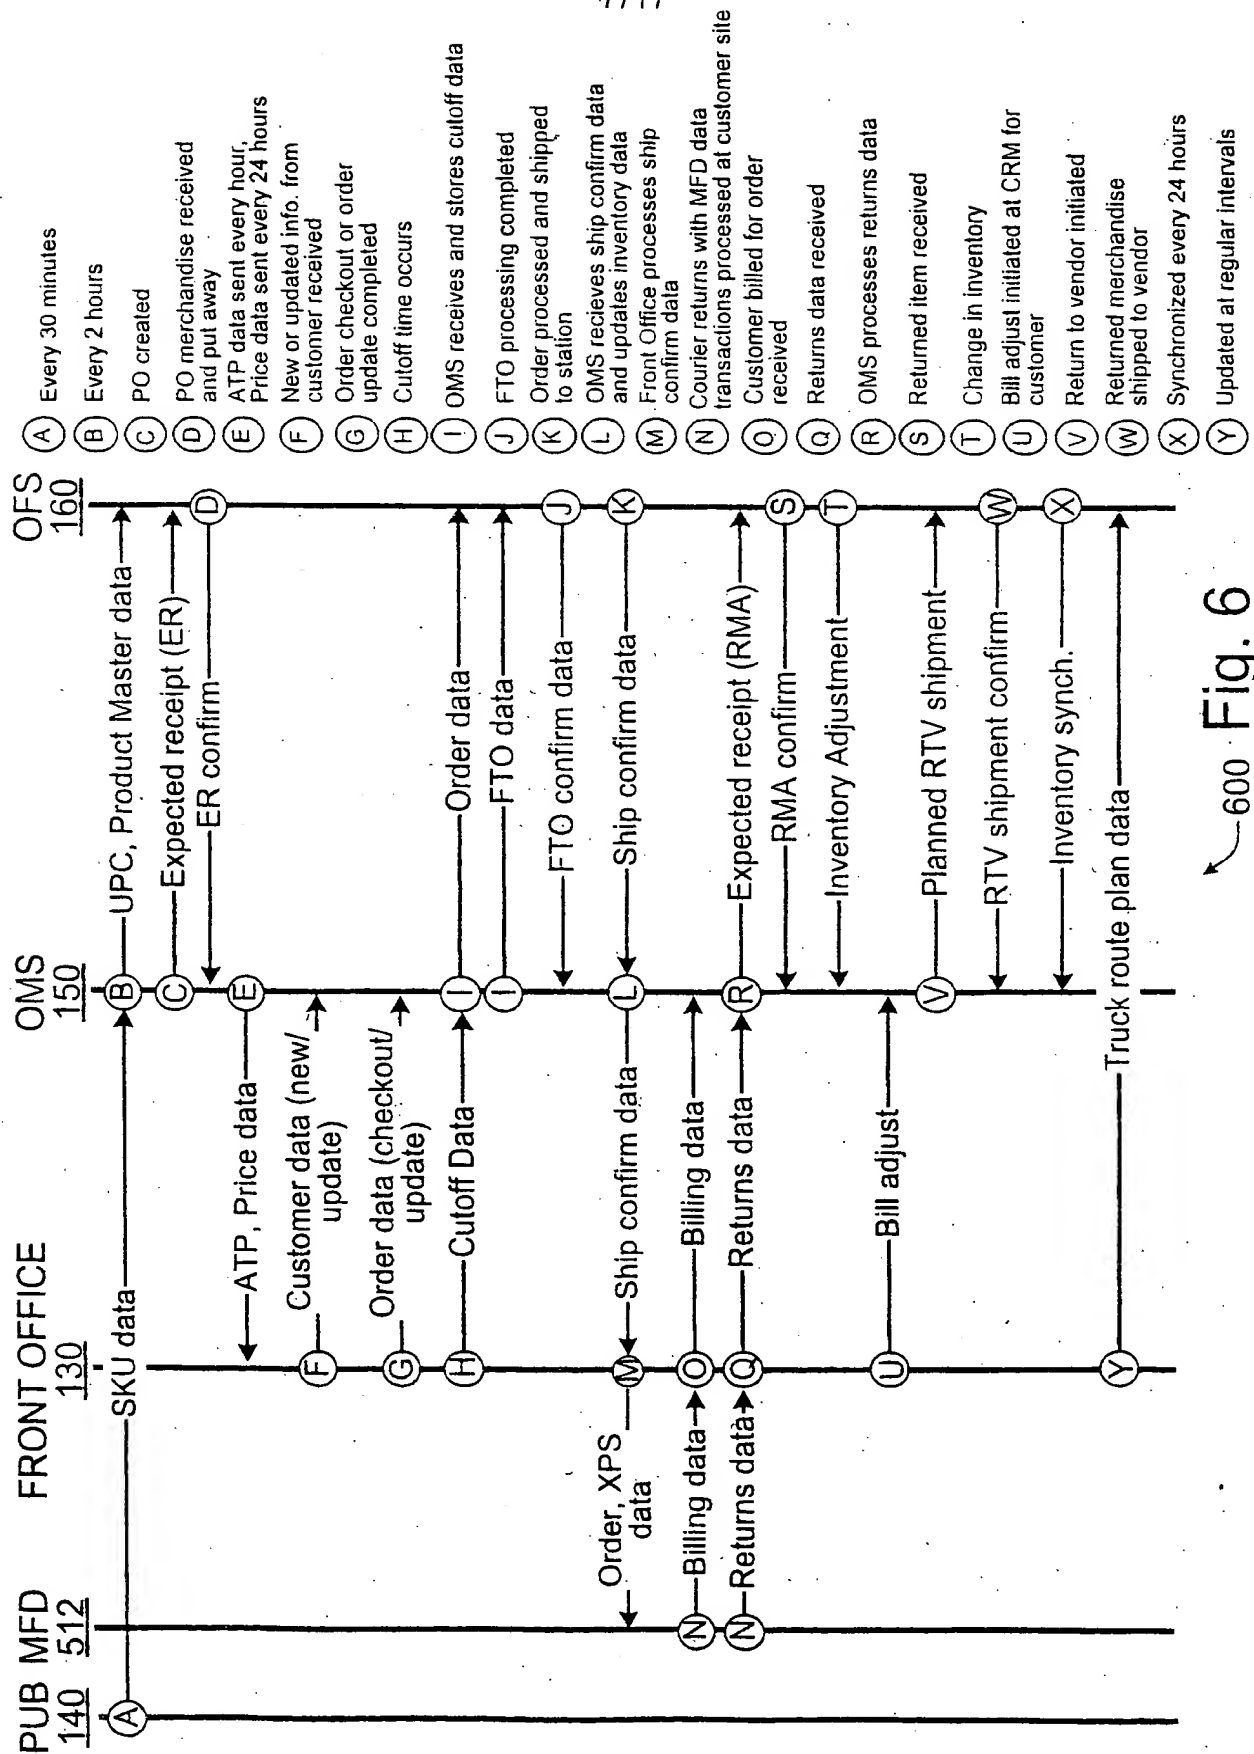 PUB
140
MFD
512
FRONT OFFICE
130
OMS
150
OFS
160
A
SKU data
B
UPC, Product Master data
C
Expected receipt (ER)
D
ER confirm
E
ATP, Price data
F
Customer data (new/
update)
G
Order data (checkout/
update)
H
Cutoff Data
I
Order data
I
FTO data
J
FTO confirm data
K
Ship confirm data
L
Ship confirm data
M
Order, XPS
data
N
Billing data
O
Billing data
N
Returns data
Q
Returns data
R
Expected receipt (RMA)
S
RMA confirm
T
Inventory Adjustment
U
Bill adjust
V
Planned RTV shipment
W
RTV shipment confirm
X
Inventory synch.
Y
Truck route plan data
A Every 30 minutes
B Every 2 hours
C PO created
D PO merchandise received
and put away
E ATP data sent every hour,
Price data sent every 24 hours
F New or updated info. from
customer received
G Order checkout or order
update completed
H Cutoff time occurs
I OMS receives and stores cutoff data
J FTO processing completed
K Order processed and shipped
to station
L OMS recieves ship confirm data
and updates inventory data
M Front Office processes ship
confirm data
N Courier returns with MFD data
transactions processed at customer site
O Customer billed for order
received
Q Returns data received
R OMS processes returns data
S Returned item received
T Change in inventory
U Bill adjust initiated at CRM for
customer
V Return to vendor initiated
W Returned merchandise
shipped to vendor
X Synchronized every 24 hours
Y Updated at regular intervals
600 Fig. 6